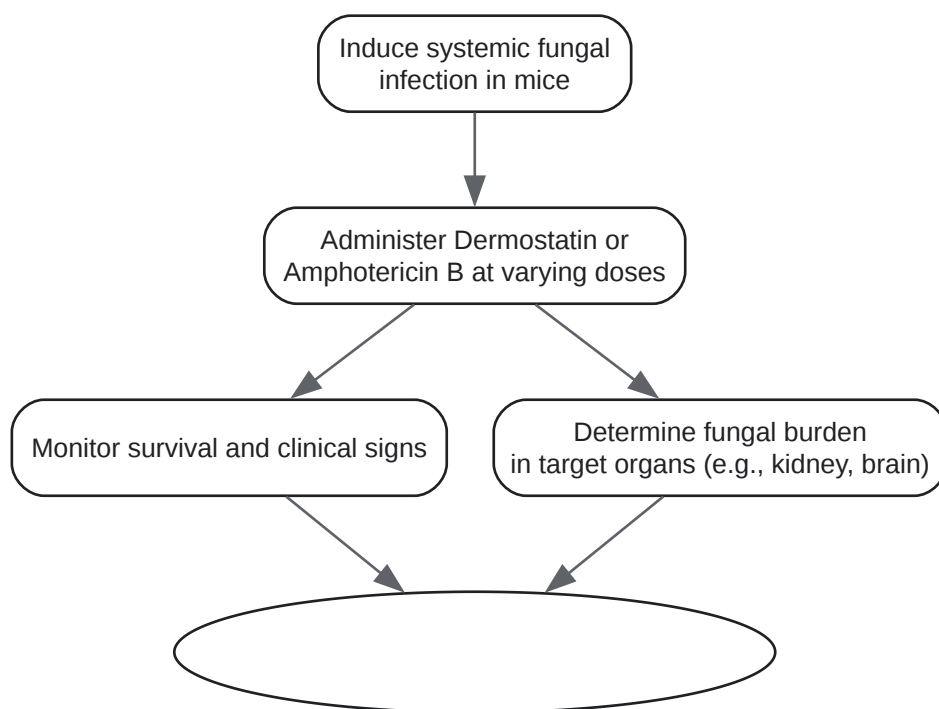 Induce systemic fungal
infection in mice
Administer Dermostatin or
Amphotericin B at varying doses
Monitor survival and clinical signs
Determine fungal burden
in target organs (e.g., kidney, brain)